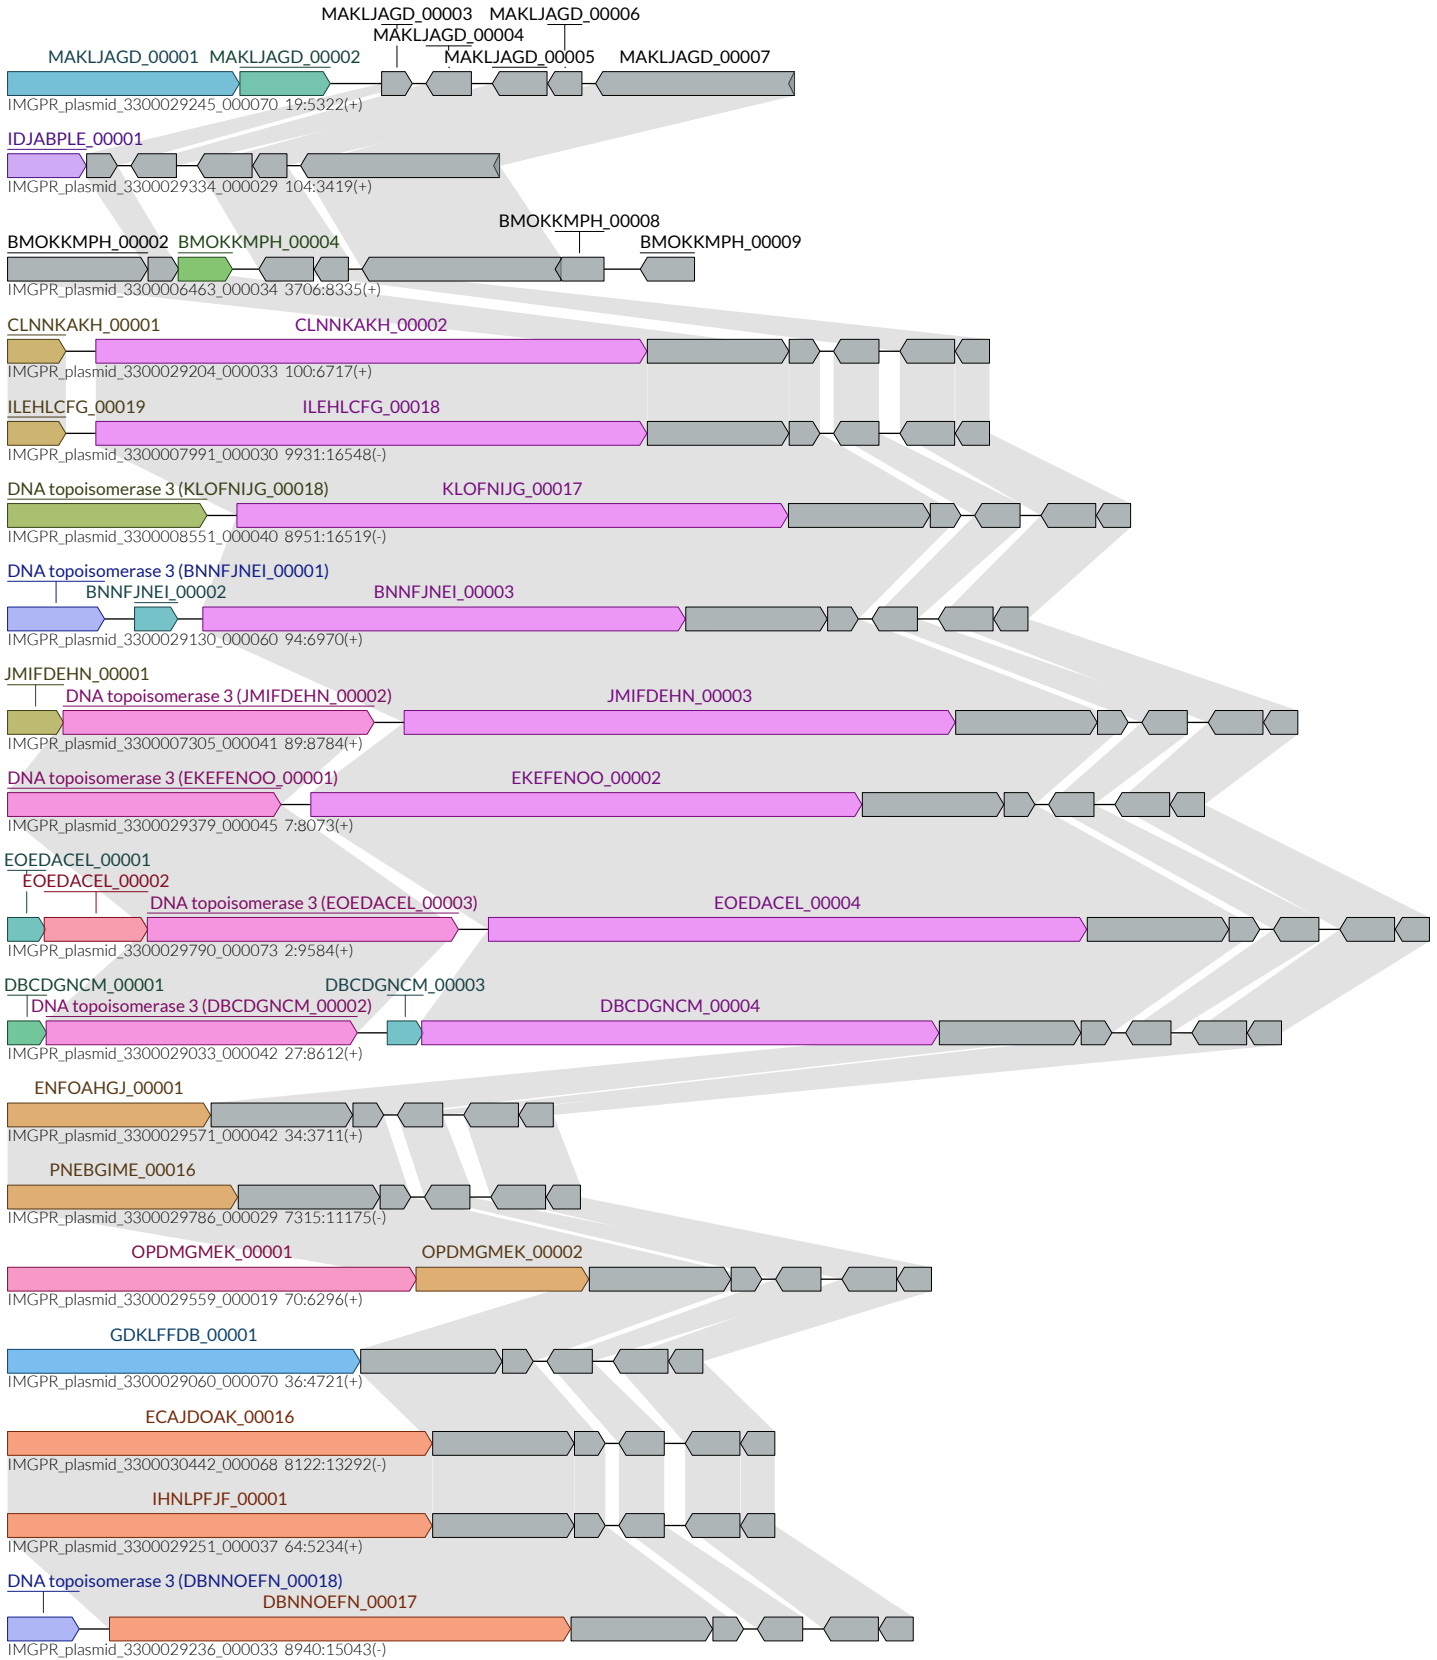 MAKLJAGD_00003 MAKLJAGD_00006
MAKLJAGD_00004
MAKLJAGD_00001 MAKLJAGD_00002 MAKLJAGD_00005 MAKLJAGD_00007
IMGPR_plasmid_3300029245_000070 19:5322(+)
IDJABPLE_00001
IMGPR_plasmid_3300029334_000029 104:3419(+)
BMOKKMPH_00008
BMOKKMPH_00002 BMOKKMPH_00004 BMOKKMPH_00009
IMGPR_plasmid_3300006463_000034 3706:8335(+)
CLNNKAKH_00001 CLNNKAKH_00002
IMGPR_plasmid_3300029204_000033 100:6717(+)
ILEHLCFG_00019 ILEHLCFG_00018
IMGPR_plasmid_3300007991_000030 9931:16548(-)
DNA topoisomerase 3 (KLOFNIJG_00018) KLOFNIJG_00017
IMGPR_plasmid_3300008551_000040 8951:16519(-)
DNA topoisomerase 3 (BNNFJNEI_00001)
BNNFJNEI_00002 BNNFJNEI_00003
IMGPR_plasmid_3300029130_000060 94:6970(+)
JMIFDEHN_00001
DNA topoisomerase 3 (JMIFDEHN_00002) JMIFDEHN_00003
IMGPR_plasmid_3300007305_000041 89:8784(+)
DNA topoisomerase 3 (EKEFENOO_00001) EKEFENOO_00002
IMGPR_plasmid_3300029379_000045 7:8073(+)
EOEDACEL_00001
EOEDACEL_00002
DNA topoisomerase 3 (EOEDACEL_00003) EOEDACEL_00004
IMGPR_plasmid_3300029790_000073 2:9584(+)
DBCDGNCM_00001 DBCDGNCM_00003
DNA topoisomerase 3 (DBCDGNCM_00002) DBCDGNCM_00004
IMGPR_plasmid_3300029033_000042 27:8612(+)
ENFOAHGJ_00001
IMGPR_plasmid_3300029571_000042 34:3711(+)
PNEBGIME_00016
IMGPR_plasmid_3300029786_000029 7315:11175(-)
OPDMGMEK_00001 OPDMGMEK_00002
IMGPR_plasmid_3300029559_000019 70:6296(+)
GDKLFFDB_00001
IMGPR_plasmid_3300029060_000070 36:4721(+)
ECAJDOAK_00016
IMGPR_plasmid_3300030442_000068 8122:13292(-)
IHNLPFJF_00001
IMGPR_plasmid_3300029251_000037 64:5234(+)
DNA topoisomerase 3 (DBNNOEFN_00018)
DBNNOEFN_00017
IMGPR_plasmid_3300029236_000033 8940:15043(-)